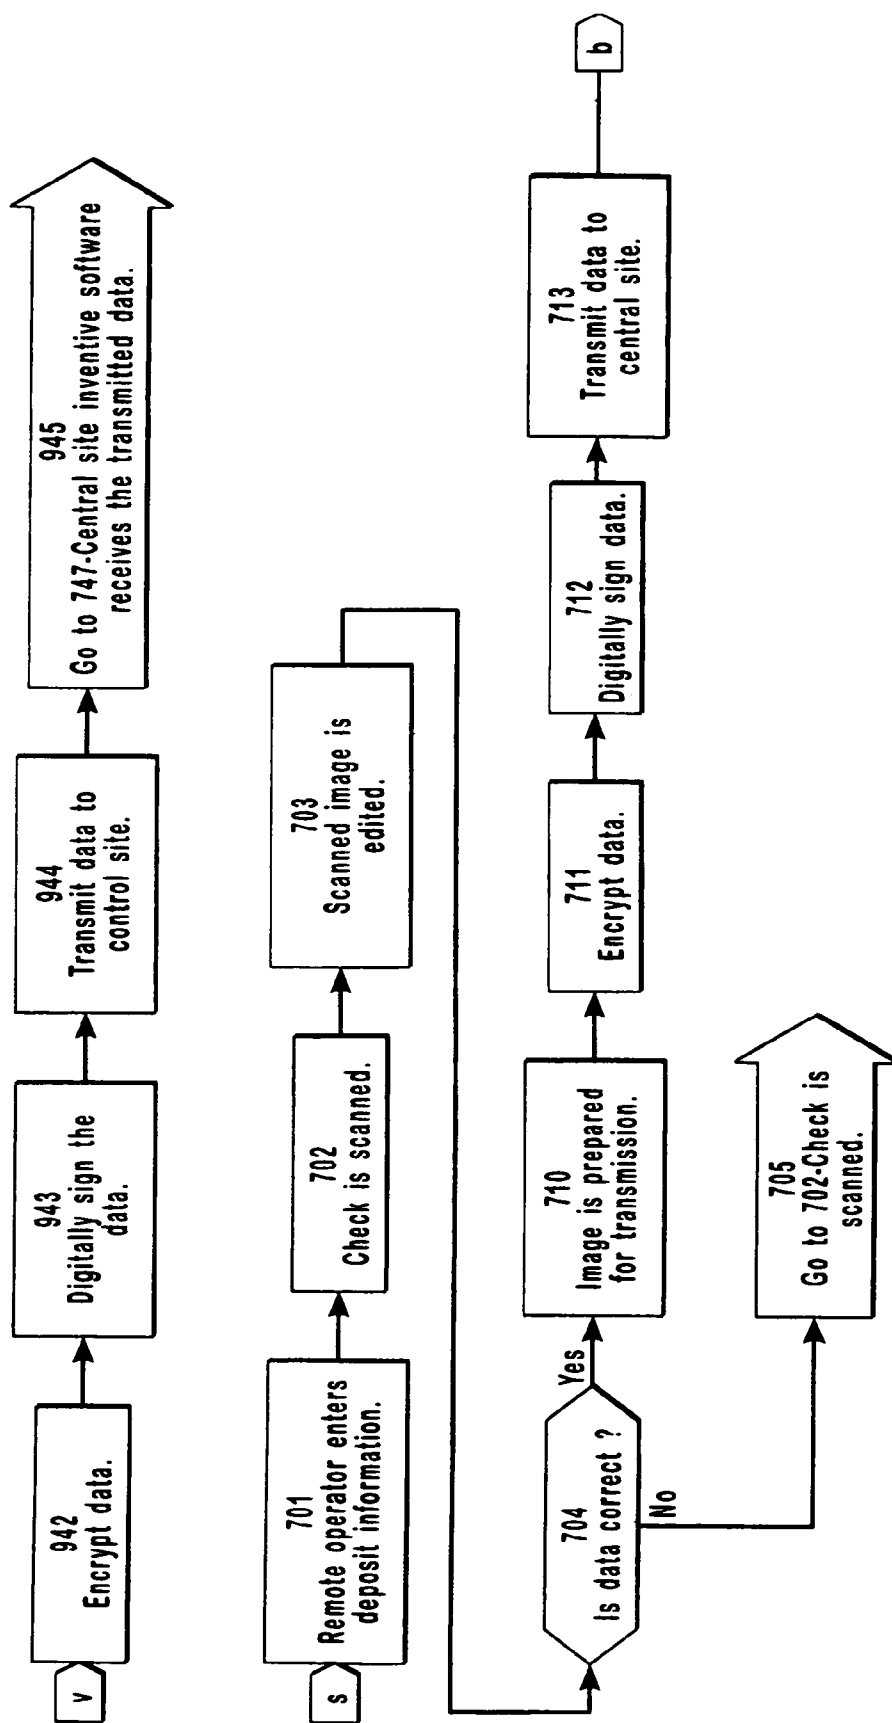 v
942
Encrypt data.
943
Digitally sign the
data.
944
Transmit data to
control site.
945
Go to 747-Central site inventive software
receives the transmitted data.
s
701
Remote operator enters
deposit information.
702
Check is scanned.
703
Scanned image is
edited.
704
Is data correct ?
Yes
No
710
Image is prepared
for transmission.
711
Encrypt data.
712
Digitally sign data.
713
Transmit data to
central site.
b
705
Go to 702-Check is
scanned.